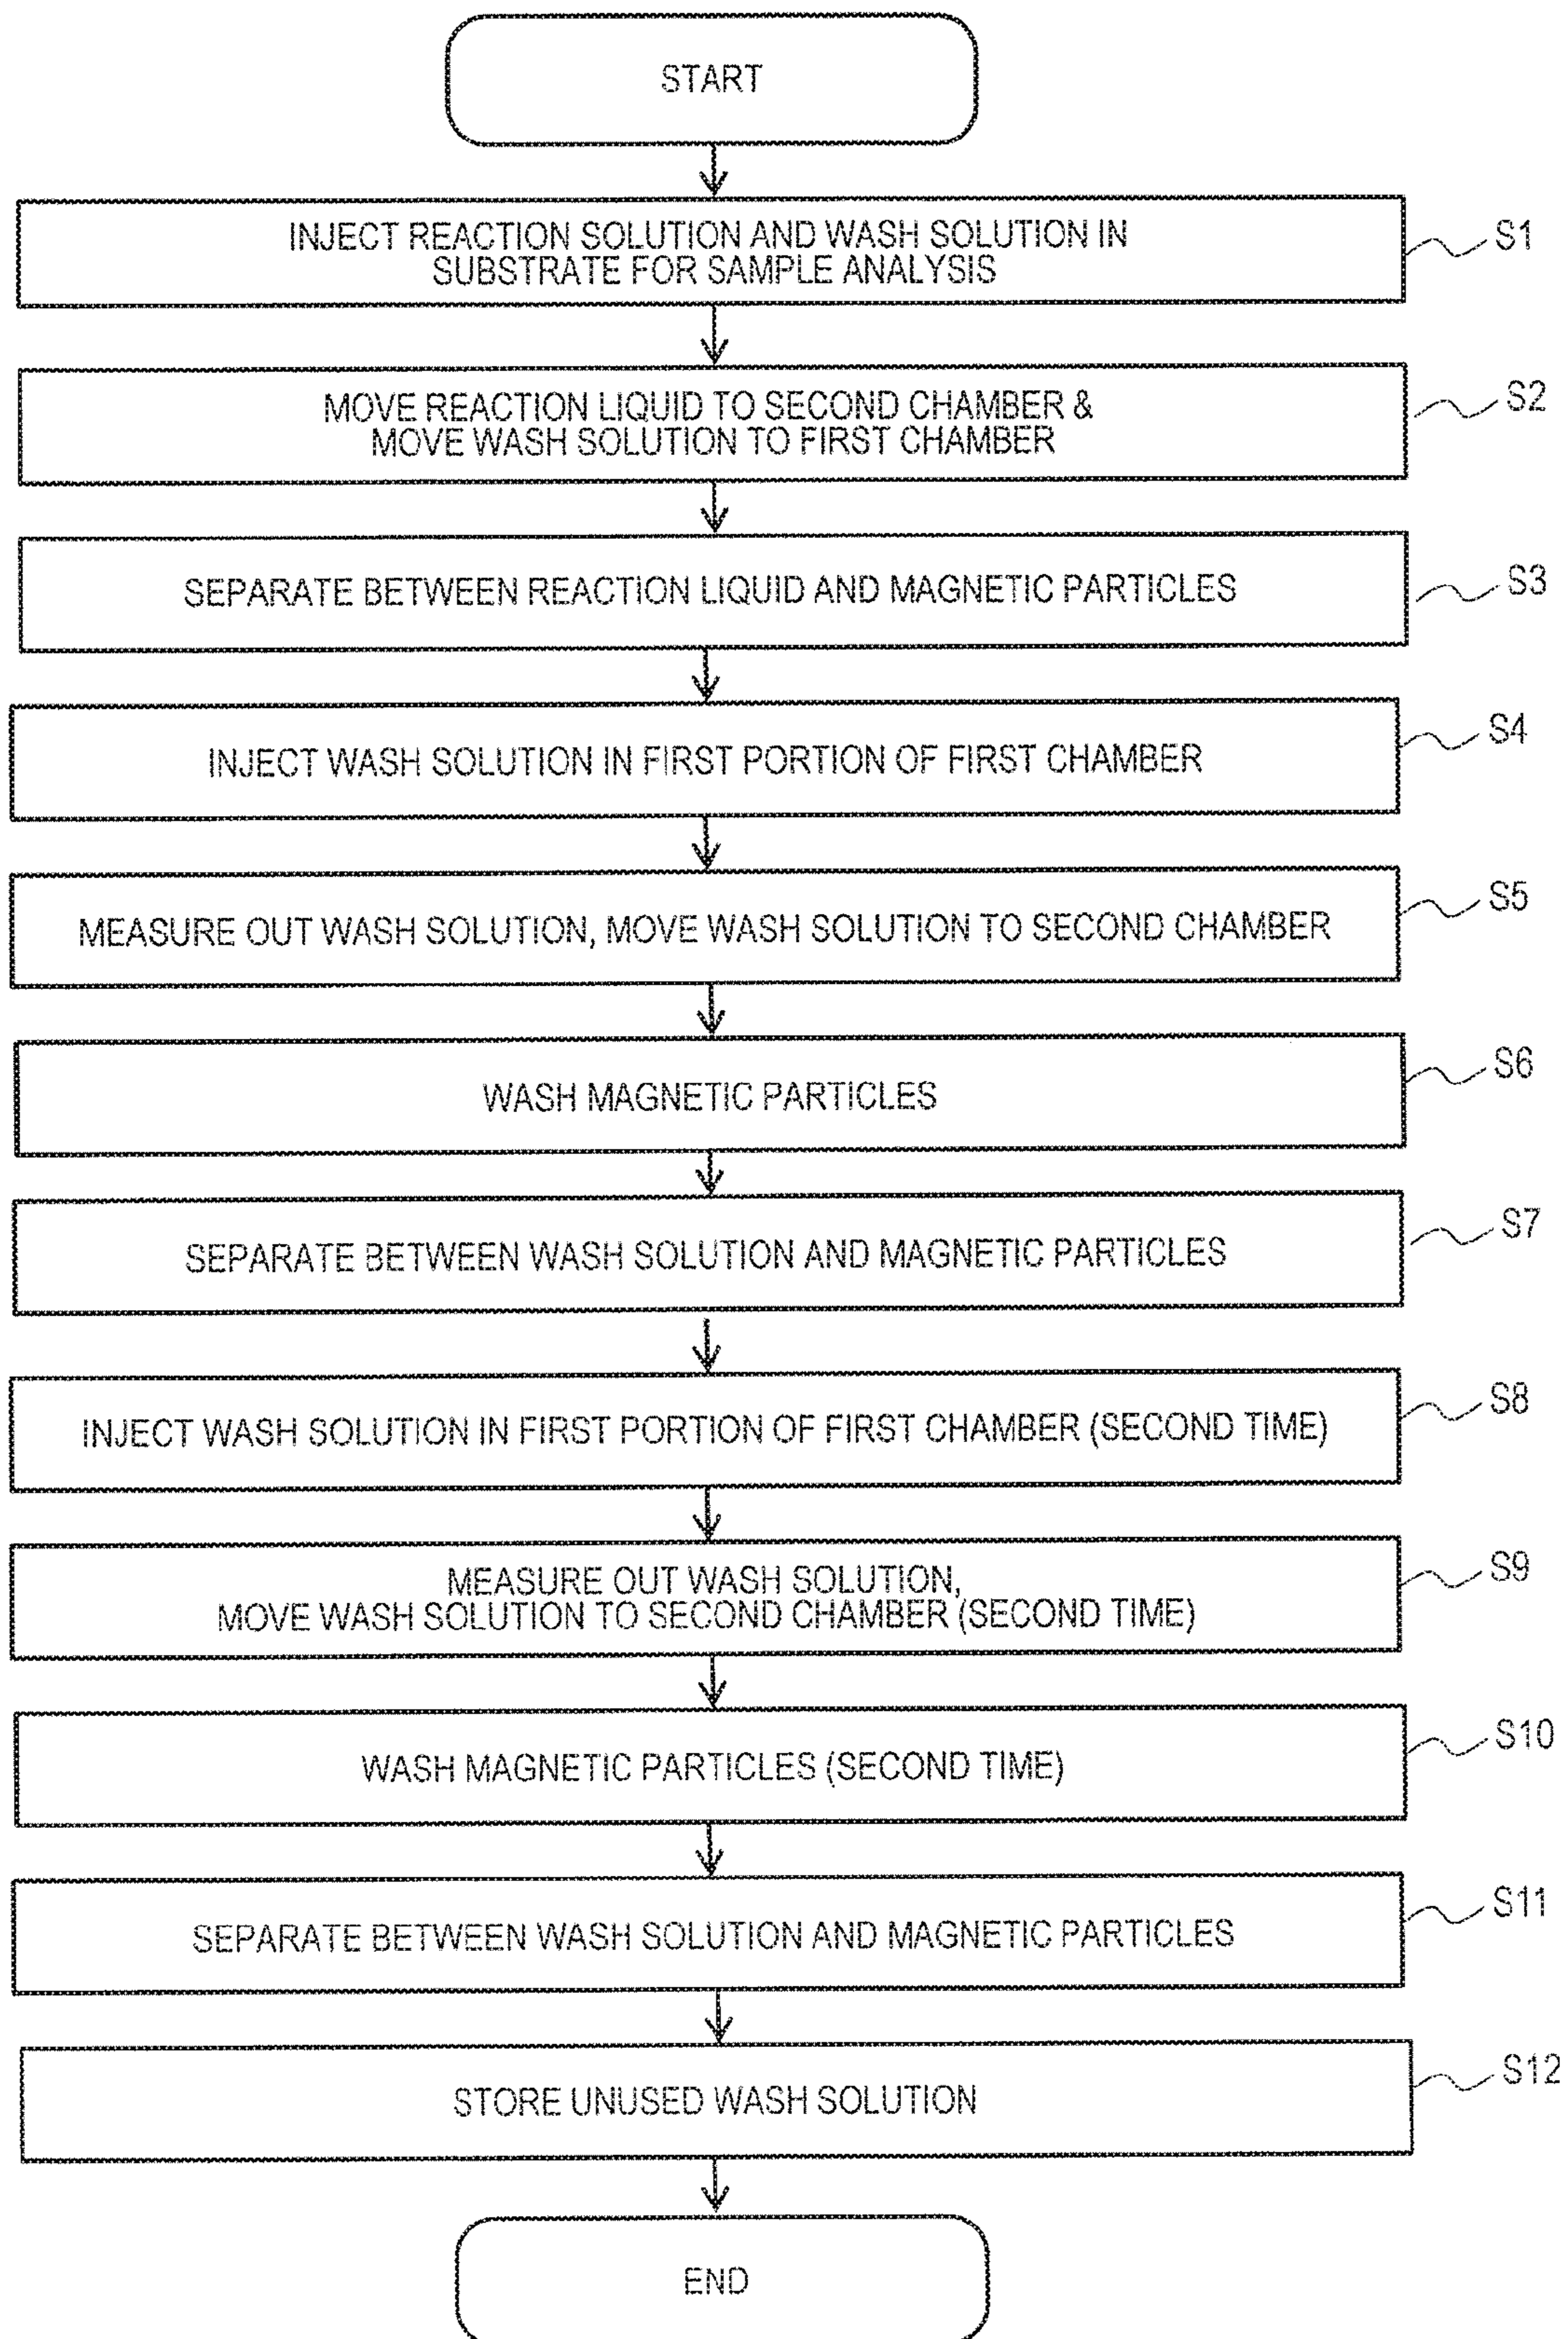 START
INJECT REACTION SOLUTION AND WASH SOLUTION IN
SUBSTRATE FOR SAMPLE ANALYSIS
S1
MOVE REACTION LIQUID TO SECOND CHAMBER &
MOVE WASH SOLUTION TO FIRST CHAMBER
S2
SEPARATE BETWEEN REACTION LIQUID AND MAGNETIC PARTICLES
S3
INJECT WASH SOLUTION IN FIRST PORTION OF FIRST CHAMBER
S4
MEASURE OUT WASH SOLUTION, MOVE WASH SOLUTION TO SECOND CHAMBER
S5
WASH MAGNETIC PARTICLES
S6
SEPARATE BETWEEN WASH SOLUTION AND MAGNETIC PARTICLES
S7
INJECT WASH SOLUTION IN FIRST PORTION OF FIRST CHAMBER (SECOND TIME)
S8
MEASURE OUT WASH SOLUTION,
MOVE WASH SOLUTION TO SECOND CHAMBER (SECOND TIME)
S9
WASH MAGNETIC PARTICLES (SECOND TIME)
S10
SEPARATE BETWEEN WASH SOLUTION AND MAGNETIC PARTICLES
S11
STORE UNUSED WASH SOLUTION
S12
END